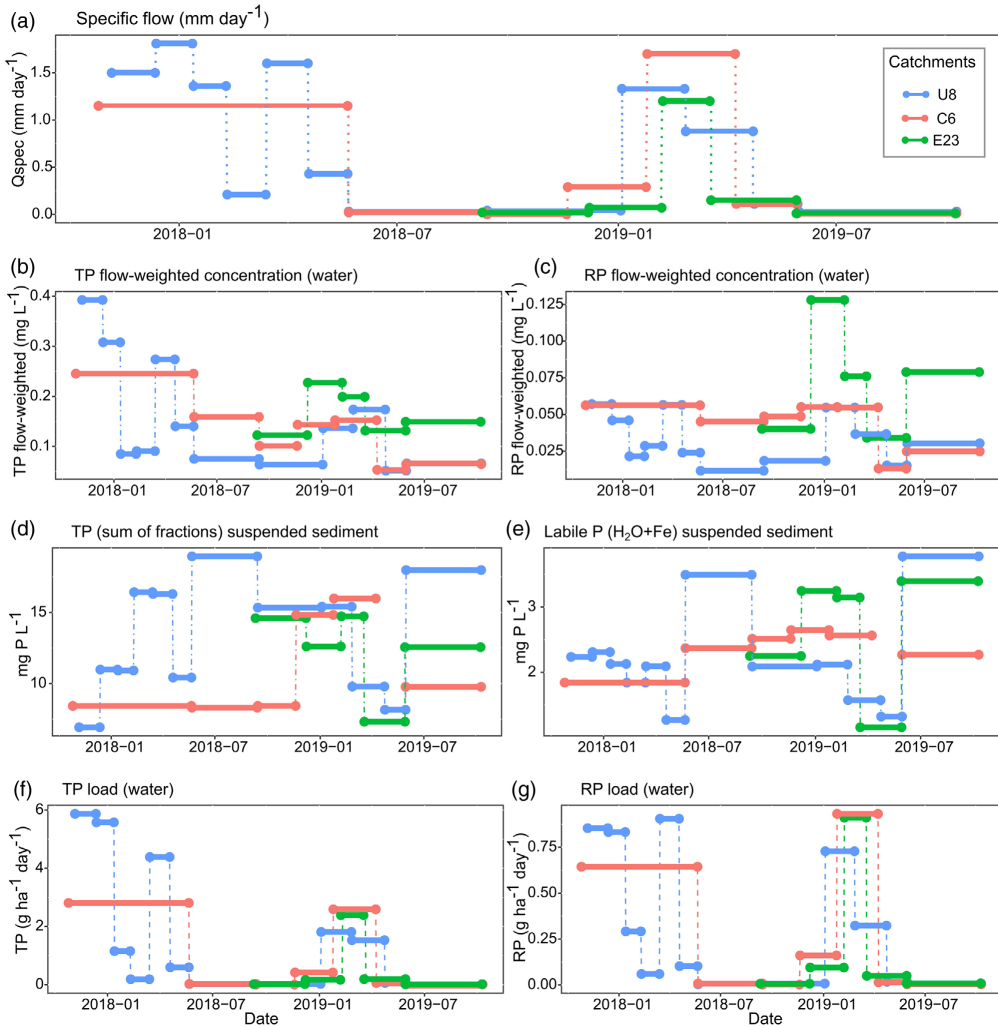 (a) Specific flow (mm day⁻¹)
Qspec (mm day⁻¹)
1.5
1.0
0.5
0.0
Catchments
U8
C6
E23
2018−01 2018−07 2019−01 2019−07
(b) TP flow-weighted concentration (water)
TP flow-weighted (mg L⁻¹)
0.4
0.3
0.2
0.1
2018−01 2018−07 2019−01 2019−07
(c) RP flow-weighted concentration (water)
RP flow-weighted (mg L⁻¹)
0.125
0.100
0.075
0.050
0.025
2018−01 2018−07 2019−01 2019−07
(d) TP (sum of fractions) suspended sediment
mg P L⁻¹
15
10
2018−01 2018−07 2019−01 2019−07
(e) Labile P (H₂O+Fe) suspended sediment
mg P L⁻¹
3
2
2018−01 2018−07 2019−01 2019−07
(f) TP load (water)
TP (g ha⁻¹ day⁻¹)
6
4
2
0
2018−01 2018−07 2019−01 2019−07
Date
(g) RP load (water)
RP (g ha⁻¹ day⁻¹)
0.75
0.50
0.25
0.00
2018−01 2018−07 2019−01 2019−07
Date